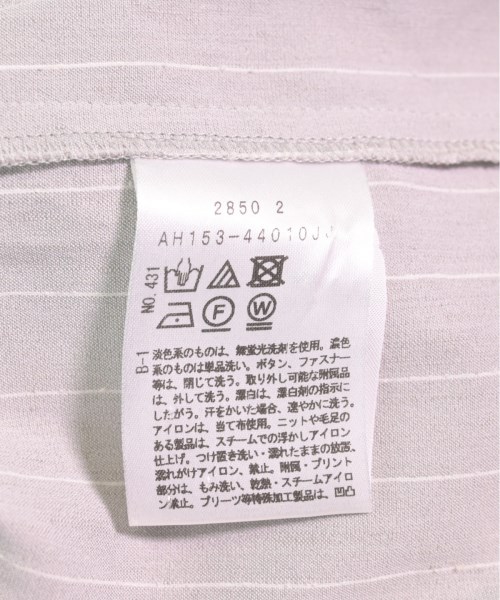 2850 2
AH153-44010J
NO.431
F W
B-1
淡色系のものは、無蛍光洗剤を使用。濃色
系のものは単品洗い。ボタン、ファスナー
等は、閉じて洗う。取り外し可能な附属品
は、外して洗う。漂白は、漂白剤の指示に
したがう。汗をかいた場合、速やかに洗う。
アイロンは、当て布使用。ニットや毛足の
ある製品は、スチームでの浮かしアイロン
仕上げ。つけ置き洗い・濡れたままの放置、
濡れがけアイロン、禁止。附属・プリント
部分は、もみ洗い、乾熱・スチームアイロ
ン禁止。プリーツ等特殊加工製品は、凹凸